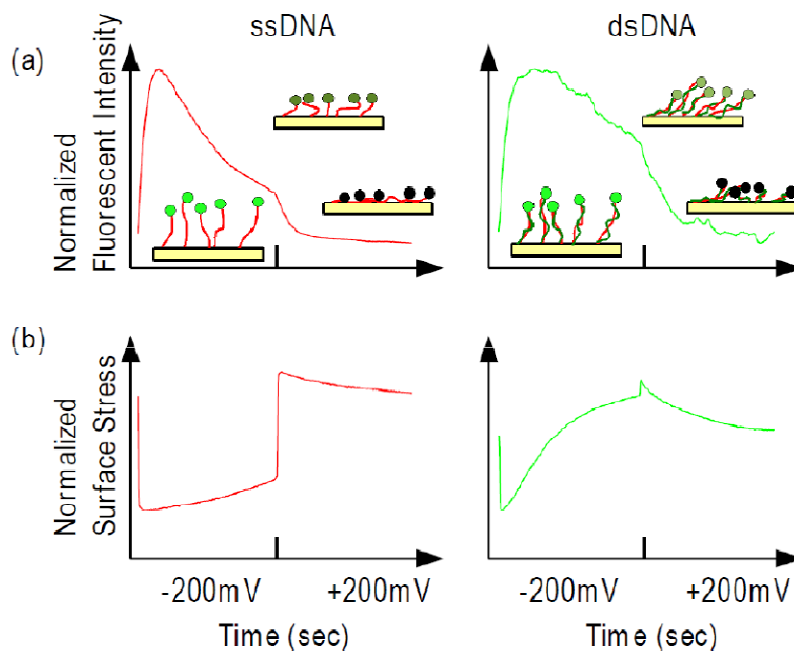 ssDNA
dsDNA
(a)
Normalized
Fluorescent Intensity
(b)
Normalized
Surface Stress
-200mV
+200mV
-200mV
+200mV
Time (sec)
Time (sec)